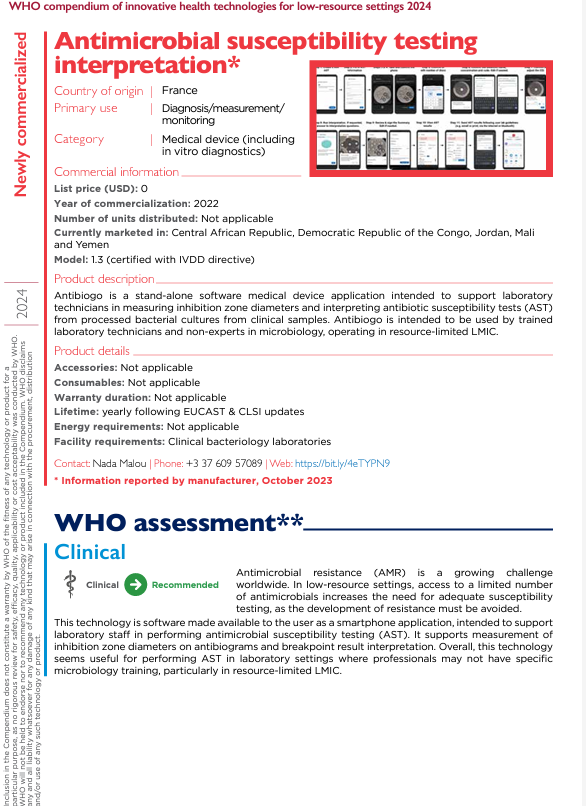 WHO compendium of innovative health technologies for low-resource settings 2024
Newly commercialized
2024
Inclusion in the Compendium does not constitute a warranty by WHO of the fitness of any technology or product for a
particular purpose, as no rigorous review for safety, efficacy, quality, applicability or cost acceptability was conducted by WHO.
WHO will not be held to endorse nor to recommend any technology or product included in the Compendium. WHO disclaims
any and all liability whatsoever for any damage of any kind that may arise in connection with the procurement, distribution
and/or use of any such technology or product.
Antimicrobial susceptibility testing
interpretation*
Country of origin | France
Primary use | Diagnosis/measurement/
monitoring
Category | Medical device (including
in vitro diagnostics)
Commercial information
List price (USD): 0
Year of commercialization: 2022
Number of units distributed: Not applicable
Currently marketed in: Central African Republic, Democratic Republic of the Congo, Jordan, Mali
and Yemen
Model: 1.3 (certified with IVDD directive)
Product description
Antibiogo is a stand-alone software medical device application intended to support laboratory
technicians in measuring inhibition zone diameters and interpreting antibiotic susceptibility tests (AST)
from processed bacterial cultures from clinical samples. Antibiogo is intended to be used by trained
laboratory technicians and non-experts in microbiology, operating in resource-limited LMIC.
Product details
Accessories: Not applicable
Consumables: Not applicable
Warranty duration: Not applicable
Lifetime: yearly following EUCAST & CLSI updates
Energy requirements: Not applicable
Facility requirements: Clinical bacteriology laboratories
Contact: Nada Malou | Phone: +3 37 609 57089 | Web: https://bit.ly/4eTYPN9
* Information reported by manufacturer, October 2023
WHO assessment**
Clinical
Clinical Recommended
Antimicrobial resistance (AMR) is a growing challenge
worldwide. In low-resource settings, access to a limited number
of antimicrobials increases the need for adequate susceptibility
testing, as the development of resistance must be avoided.
This technology is software made available to the user as a smartphone application, intended to support
laboratory staff in performing antimicrobial susceptibility testing (AST). It supports measurement of
inhibition zone diameters on antibiograms and breakpoint result interpretation. Overall, this technology
seems useful for performing AST in laboratory settings where professionals may not have specific
microbiology training, particularly in resource-limited LMIC.